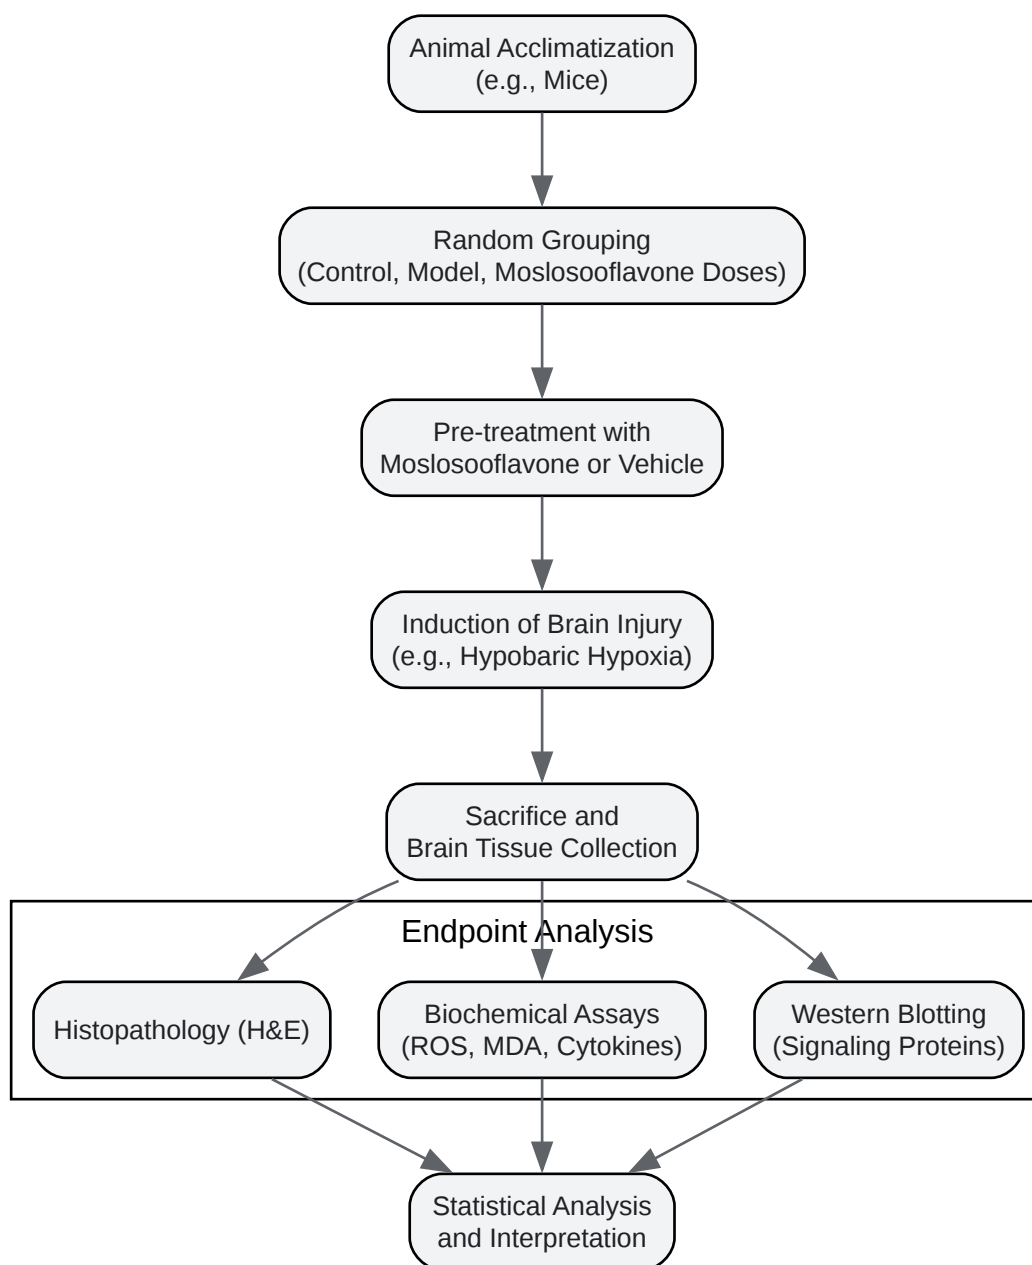 Animal Acclimatization
(e.g., Mice)
Random Grouping
(Control, Model, Moslosooflavone Doses)
Pre-treatment with
Moslosooflavone or Vehicle
Induction of Brain Injury
(e.g., Hypobaric Hypoxia)
Sacrifice and
Brain Tissue Collection
Endpoint Analysis
Histopathology (H&E)
Biochemical Assays
(ROS, MDA, Cytokines)
Western Blotting
(Signaling Proteins)
Statistical Analysis
and Interpretation